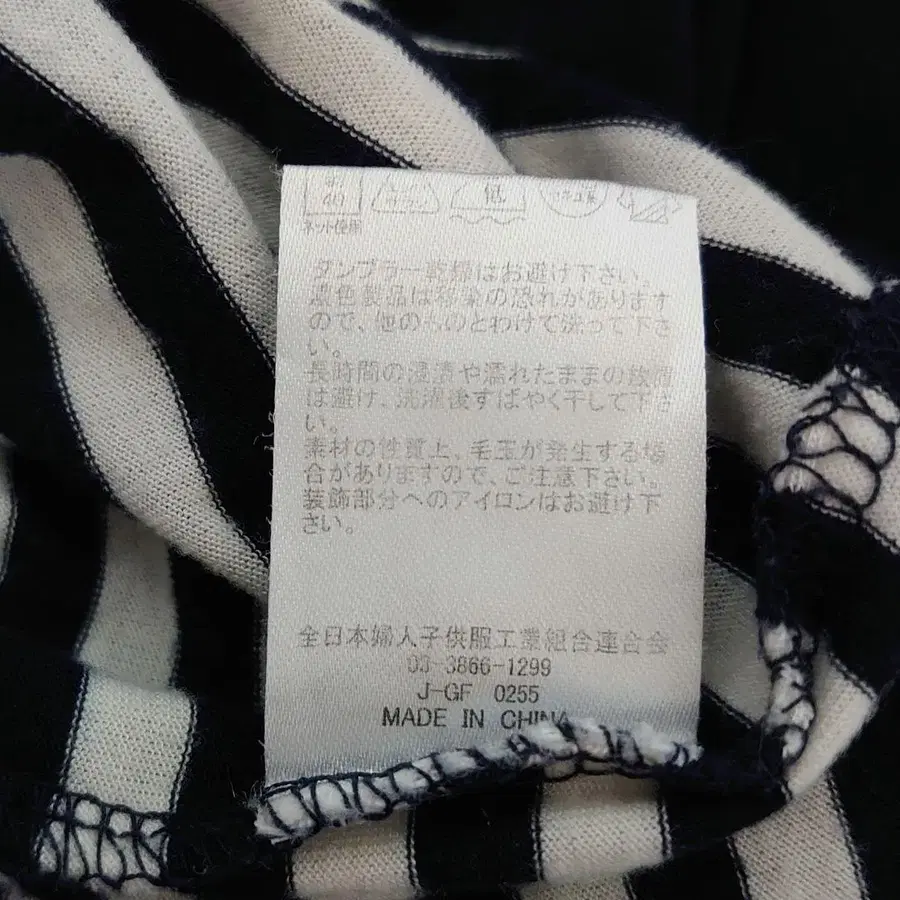 40 低
ネット使用
タンブラー乾燥はお避け下さい。
濃色製品は移染の恐れがあります
ので、他のものとわけて洗って下さ
い。
長時間の浸漬や濡れたままの放置
は避け、洗濯後すばやく干して下さ
い。
素材の性質上、毛玉が発生する場
合がありますので、ご注意下さい。
装飾部分へのアイロンはお避け下
さい。
全日本婦人子供服工業組合連合会
03-3866-1299
J-GF 0255
MADE IN CHINA